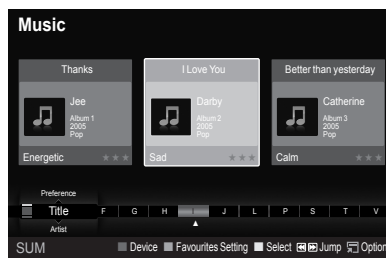 Music
Thanks
I Love You
Better than yesterday
Jee
Album 1
2005
Pop
Darby
Album 2
2005
Pop
Catherine
Album 3
2005
Pop
Energetic
Sad
Calm
Preference
Title
F G H I J L P S T V
Artist
SUM
Device Favourites Setting Select Jump Option